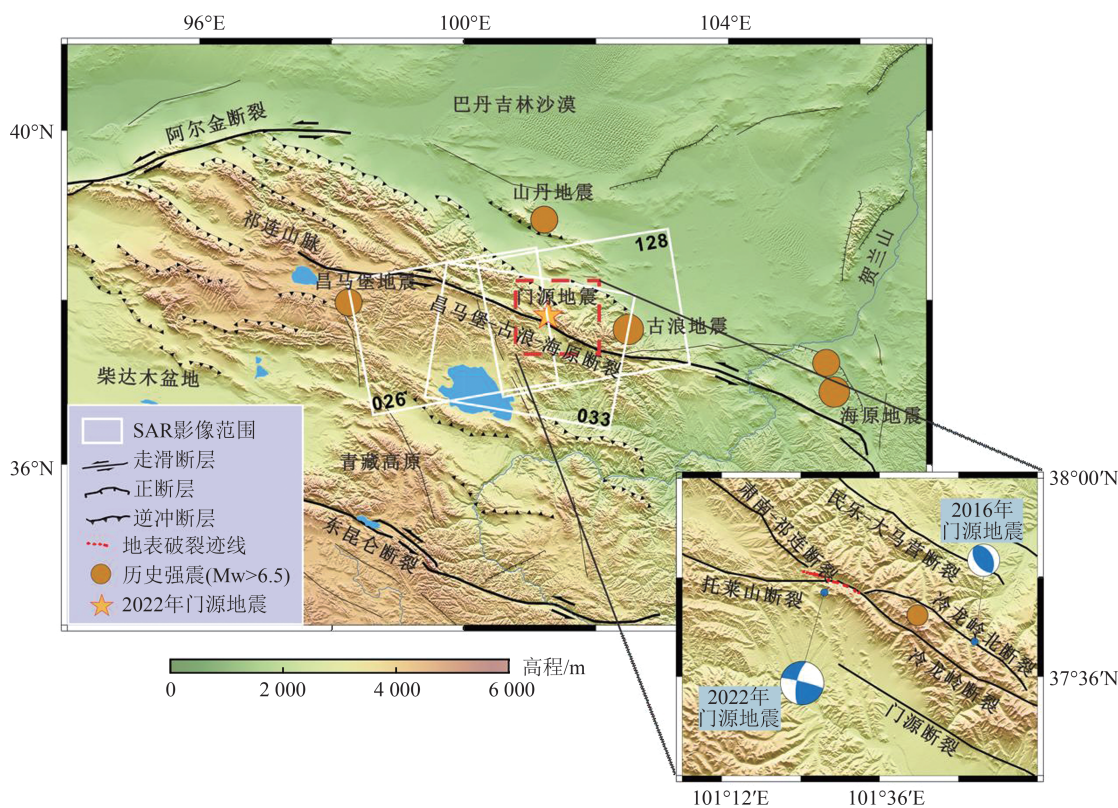 96°E
100°E
104°E
40°N
36°N
阿尔金断裂
巴丹吉林沙漠
山丹地震
祁连山脉
128
贺兰山
昌马堡地震
门源地震
昌马堡-古浪-海原断裂
古浪地震
柴达木盆地
026
033
海原地震
青藏高原
东昆仑断裂
SAR影像范围
走滑断层
正断层
逆冲断层
地表破裂迹线
历史强震(Mw>6.5)
2022年门源地震
高程/m
0
2 000
4 000
6 000
38°00′N
37°36′N
101°12′E
101°36′E
肃南-祁连断裂
民乐-大马营断裂
2016年
门源地震
托莱山断裂
冷龙岭北断裂
冷龙岭断裂
2022年
门源地震
门源断裂